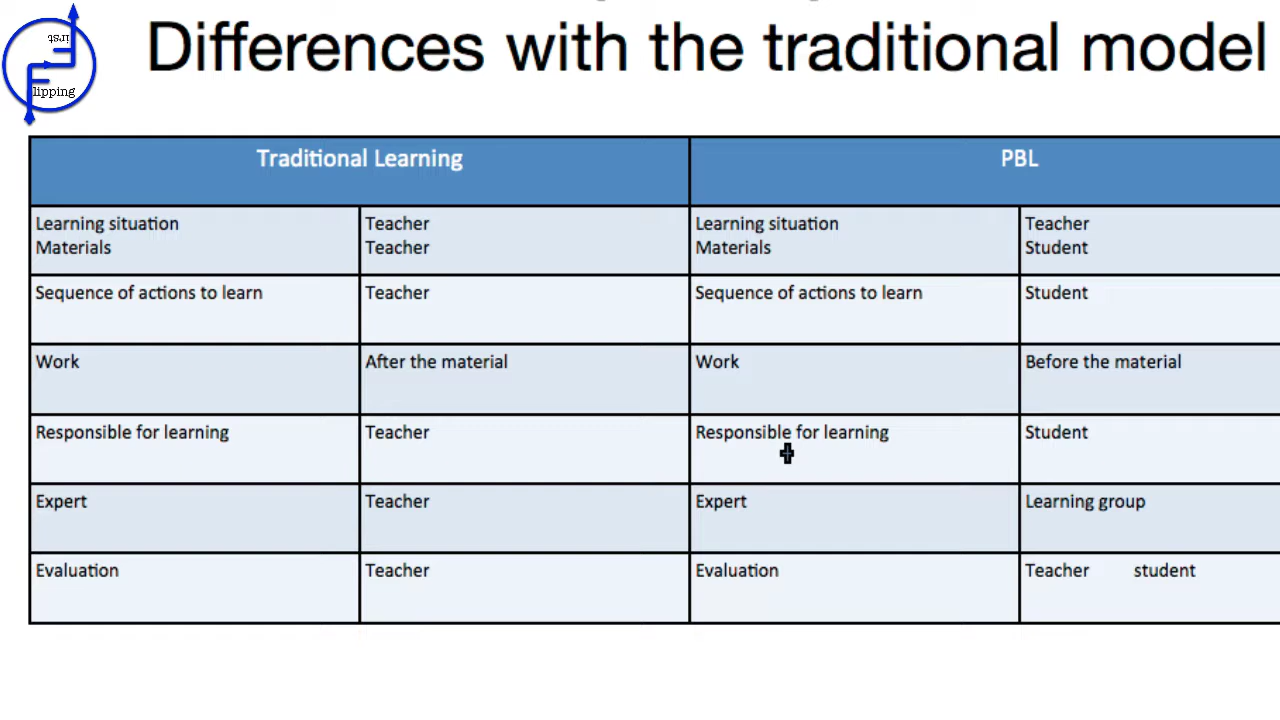 first
Flipping
Differences with the traditional model
Traditional Learning PBL
Learning situation Teacher Learning situation Teacher
Materials Teacher Materials Student
Sequence of actions to learn Teacher Sequence of actions to learn Student
Work After the material Work Before the material
Responsible for learning Teacher Responsible for learning Student
Expert Teacher Expert Learning group
Evaluation Teacher Evaluation Teacher student